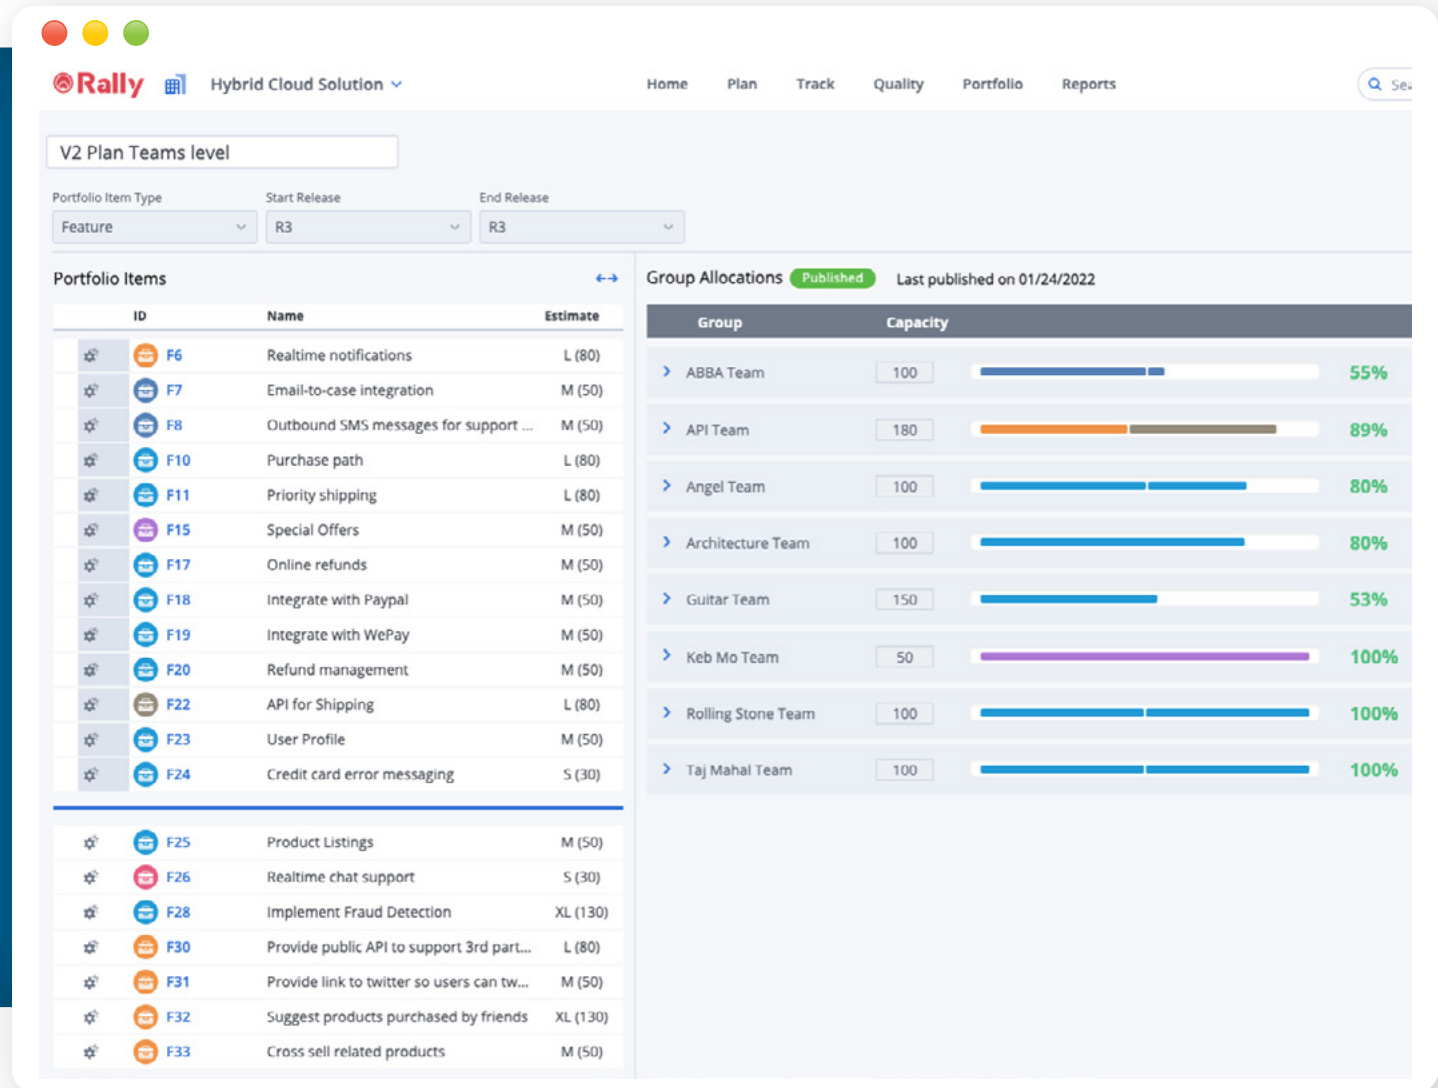 Rally Hybrid Cloud Solution Home Plan Track Quality Portfolio Reports
V2 Plan Teams level
Portfolio Item Type Start Release End Release
Feature R3 R3
Portfolio Items
ID Name Estimate
F6 Realtime notifications L (80)
F7 Email-to-case integration M (50)
F8 Outbound SMS messages for support ... M (50)
F10 Purchase path L (80)
F11 Priority shipping L (80)
F15 Special Offers M (50)
F17 Online refunds M (50)
F18 Integrate with Paypal M (50)
F19 Integrate with WePay M (50)
F20 Refund management M (50)
F22 API for Shipping L (80)
F23 User Profile M (50)
F24 Credit card error messaging S (30)
F25 Product Listings M (50)
F26 Realtime chat support S (30)
F28 Implement Fraud Detection XL (130)
F30 Provide public API to support 3rd part... L (80)
F31 Provide link to twitter so users can tw... M (50)
F32 Suggest products purchased by friends XL (130)
F33 Cross sell related products M (50)
Group Allocations Published Last published on 01/24/2022
Group Capacity
ABBA Team 100 55%
API Team 180 89%
Angel Team 100 80%
Architecture Team 100 80%
Guitar Team 150 53%
Keb Mo Team 50 100%
Rolling Stone Team 100 100%
Taj Mahal Team 100 100%